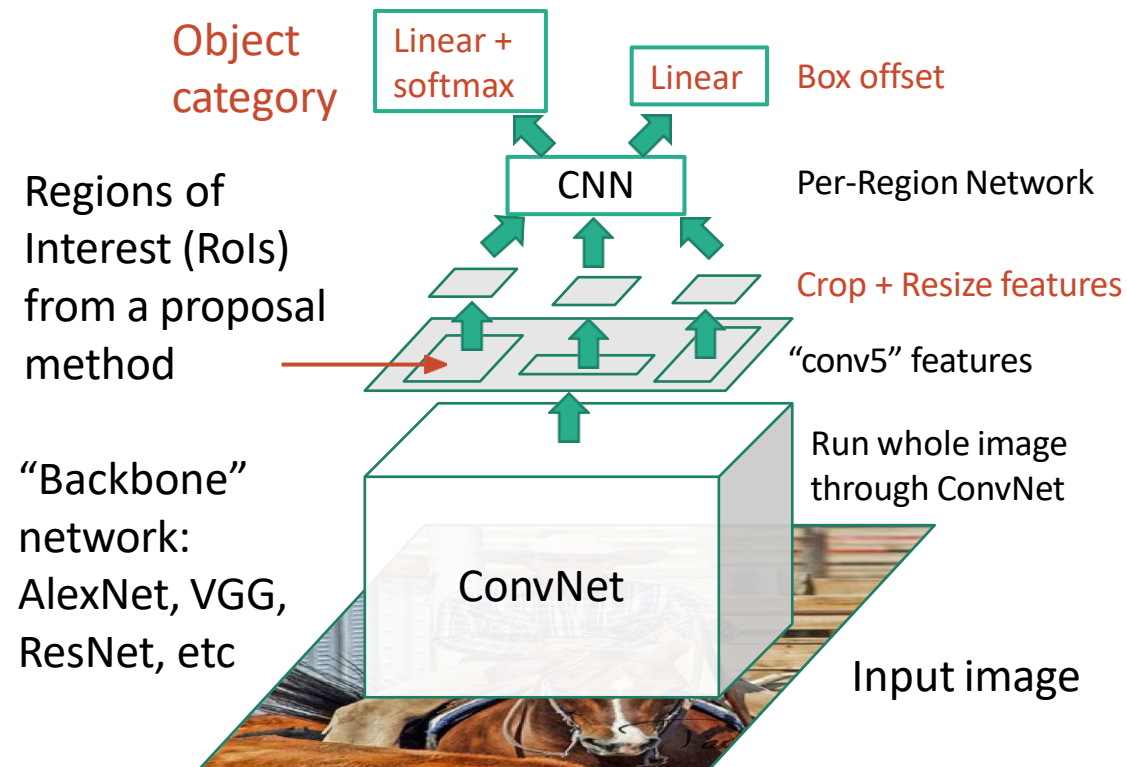 Object
category
Linear +
softmax
Linear
Box offset
CNN
Per-Region Network
Regions of
Interest (RoIs)
from a proposal
method
Crop + Resize features
“conv5” features
Run whole image
through ConvNet
“Backbone”
network:
AlexNet, VGG,
ResNet, etc
ConvNet
Input image